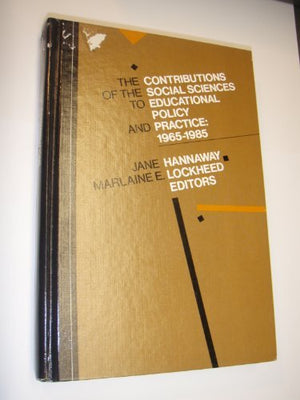 THE CONTRIBUTIONS
OF THE SOCIAL SCIENCES
TO EDUCATIONAL
POLICY
AND PRACTICE:
1965-1985
JANE HANNAWAY
MARLAINE E. LOCKHEED
EDITORS